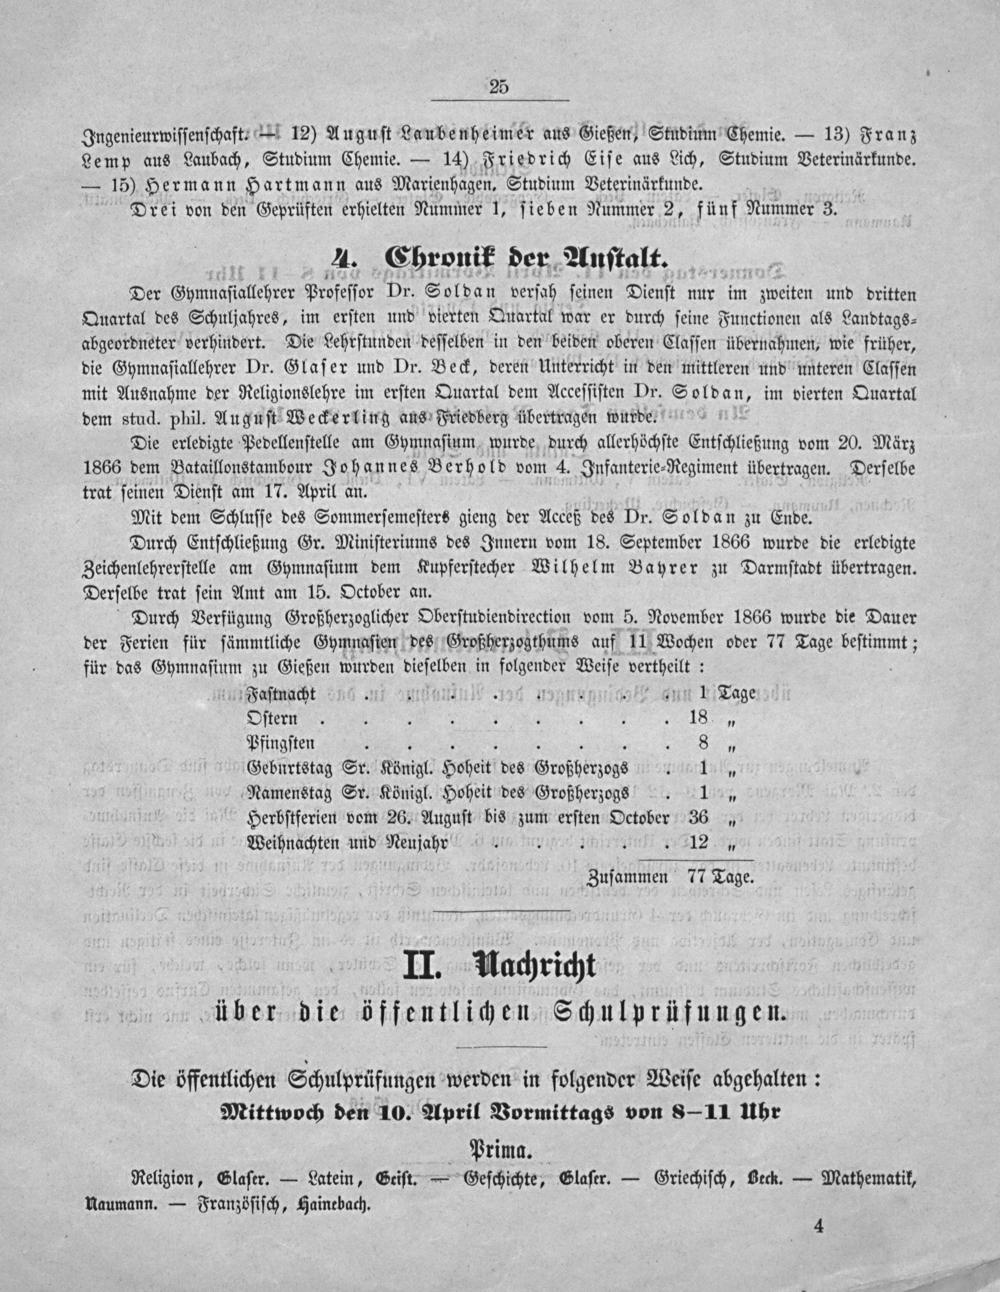 25
Ingenieurwissenschaft. — 12) August Laubenheimer aus Gießen, Studium Chemie. — 13) Franz
Lemp aus Laubach, Studium Chemie. — 14) Friedrich Eise aus Lich, Studium Veterinärkunde.
— 15) Hermann Hartmann aus Marienhagen, Studium Veterinärkunde.
Drei von den Geprüften erhielten Nummer 1, sieben Nummer 2, fünf Nummer 3.
4. Chronik der Anstalt.
Der Gymnasiallehrer Professor Dr. Soldan versah seinen Dienst nur im zweiten und dritten
Quartal des Schuljahres, im ersten und vierten Quartal war er durch seine Functionen als Landtags-
abgeordneter verhindert. Die Lehrstunden desselben in den beiden oberen Classen übernahmen, wie früher,
die Gymnasiallehrer Dr. Glaser und Dr. Beck, deren Unterricht in den mittleren und unteren Classen
mit Ausnahme der Religionslehre im ersten Quartal dem Accessisten Dr. Soldan, im vierten Quartal
dem stud. phil. August Weckerling aus Friedberg übertragen wurde.
Die erledigte Pedellenstelle am Gymnasium wurde durch allerhöchste Entschließung vom 20. März
1866 dem Bataillonstambour Johannes Berhold vom 4. Infanterie-Regiment übertragen. Derselbe
trat seinen Dienst am 17. April an.
Mit dem Schlusse des Sommersemesters gieng der Acceß des Dr. Soldan zu Ende.
Durch Entschließung Gr. Ministeriums des Innern vom 18. September 1866 wurde die erledigte
Zeichenlehrerstelle am Gymnasium dem Kupferstecher Wilhelm Bayrer zu Darmstadt übertragen.
Derselbe trat sein Amt am 15. October an.
Durch Verfügung Großherzoglicher Oberstudiendirection vom 5. November 1866 wurde die Dauer
der Ferien für sämmtliche Gymnasien des Großherzogthums auf 11 Wochen oder 77 Tage bestimmt;
für das Gymnasium zu Gießen wurden dieselben in folgender Weise vertheilt :
Fastnacht . . . . . . . . 1 Tage
Ostern . . . . . . . . . 18 „
Pfingsten . . . . . . . . 8 „
Geburtstag Sr. Königl. Hoheit des Großherzogs . 1 „
Namenstag Sr. Königl. Hoheit des Großherzogs . 1 „
Herbstferien vom 26. August bis zum ersten October 36 „
Weihnachten und Neujahr . . . . . 12 „
Zusammen 77 Tage.
II. Nachricht
über die öffentlichen Schulprüfungen.
Die öffentlichen Schulprüfungen werden in folgender Weise abgehalten :
Mittwoch den 10. April Vormittags von 8—11 Uhr
Prima.
Religion, Glaser. — Latein, Geist. — Geschichte, Glaser. — Griechisch, Beck. — Mathematik,
Naumann. — Französisch, Hainebach.
4